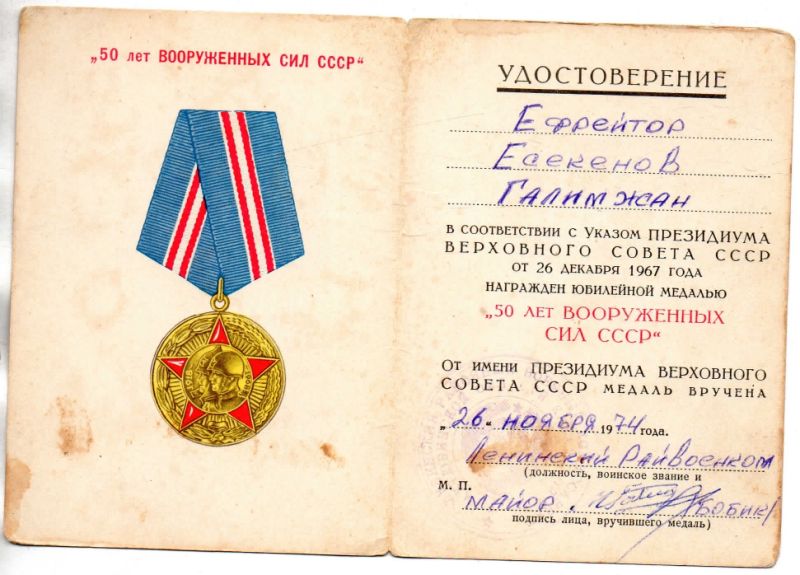 „50 лет ВООРУЖЕННЫХ СИЛ СССР“
УДОСТОВЕРЕНИЕ
Ефрейтор
Есекенов
Галимжан
В СООТВЕТСТВИИ С УКАЗОМ ПРЕЗИДИУМА
ВЕРХОВНОГО СОВЕТА СССР
ОТ 26 ДЕКАБРЯ 1967 ГОДА
НАГРАЖДЕН ЮБИЛЕЙНОЙ МЕДАЛЬЮ
„50 ЛЕТ ВООРУЖЕННЫХ
СИЛ СССР“
ОТ ИМЕНИ ПРЕЗИДИУМА ВЕРХОВНОГО
СОВЕТА СССР МЕДАЛЬ ВРУЧЕНА
„26“ ноября 1974 года.
Ленинский Райвоенком
(должность, воинское звание и
М. П.
майор /Бобик/
подпись лица, вручившего медаль)